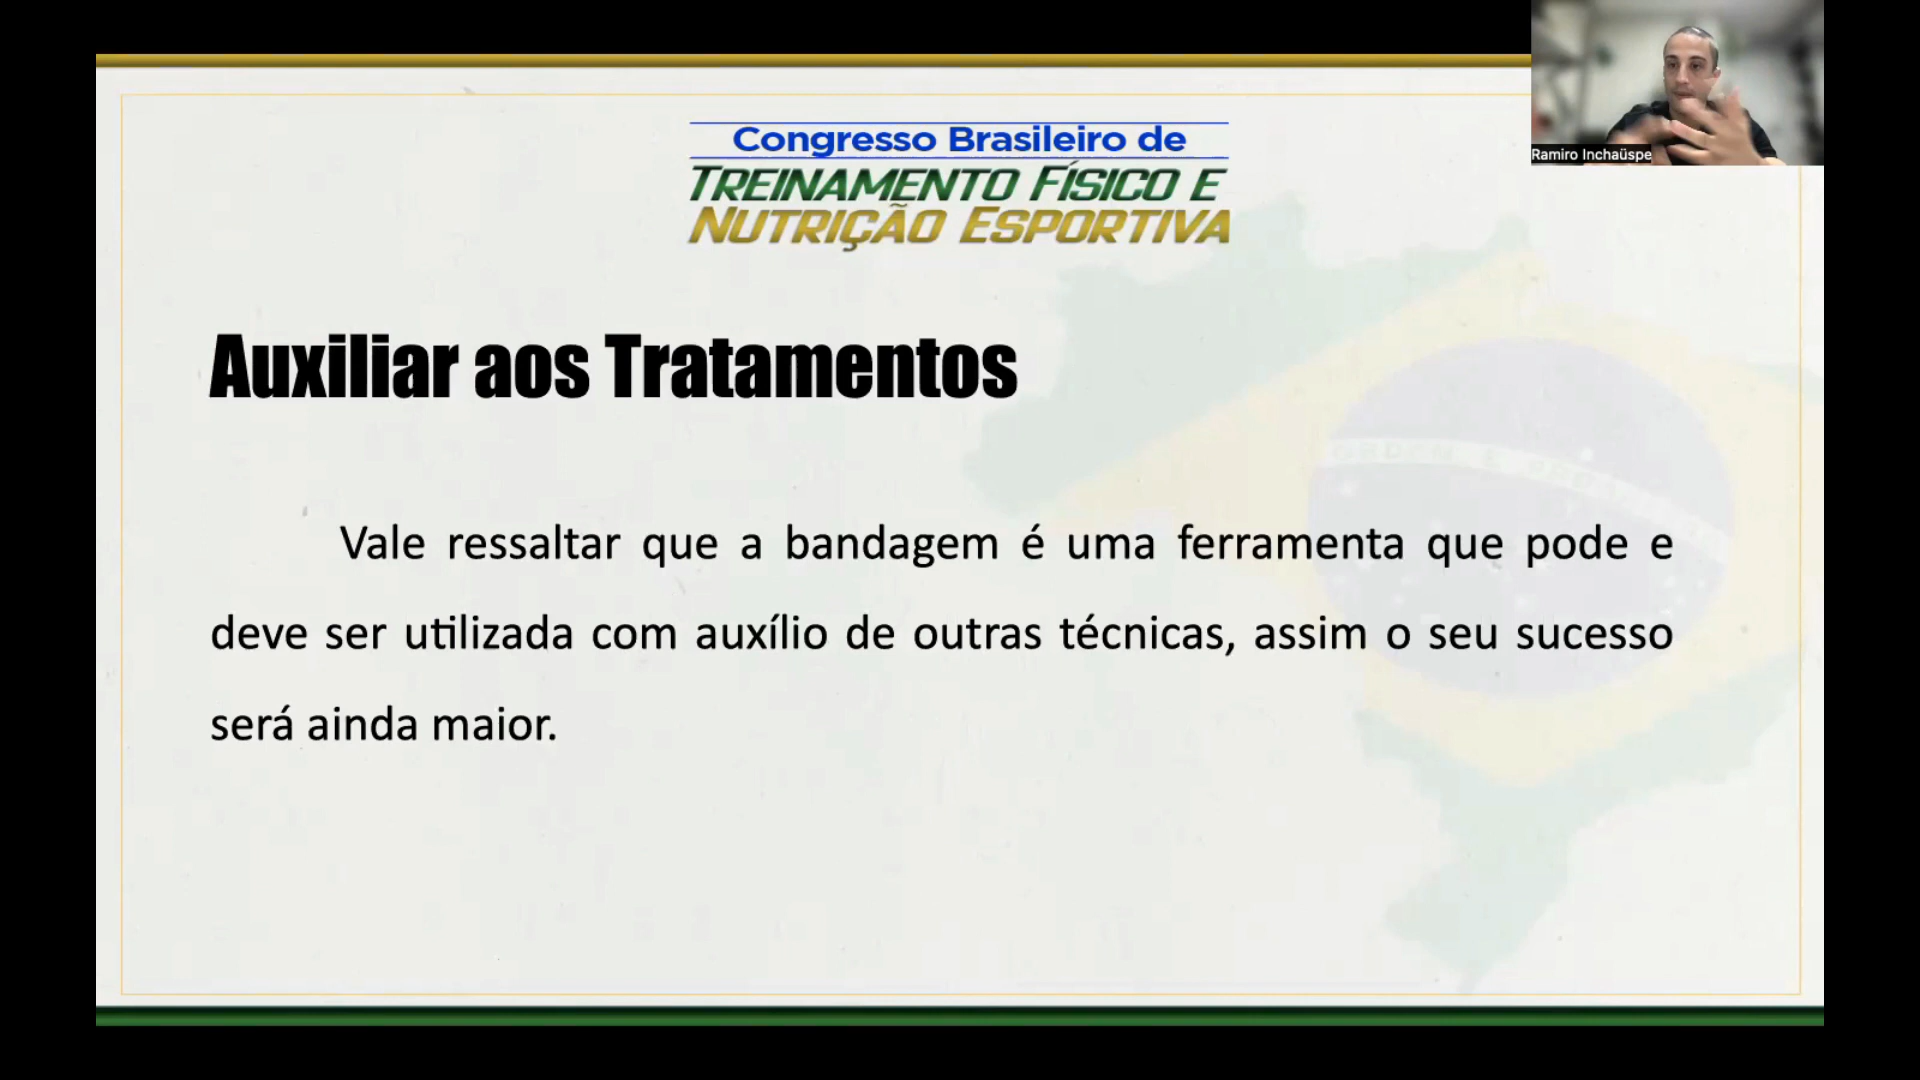 Congresso Brasileiro de
TREINAMENTO FÍSICO E
NUTRIÇÃO ESPORTIVA
Ramiro Inchaüspe
Auxiliar aos Tratamentos
Vale ressaltar que a bandagem é uma ferramenta que pode e
deve ser utilizada com auxílio de outras técnicas, assim o seu sucesso
será ainda maior.